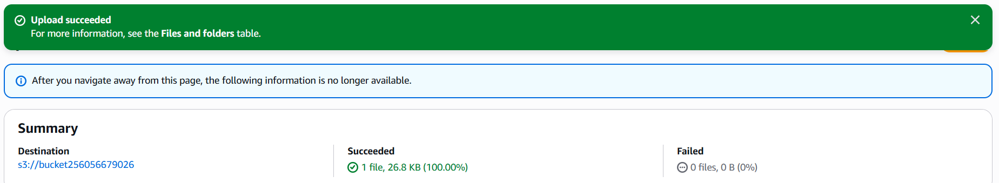 Upload succeeded
For more information, see the Files and folders table.
After you navigate away from this page, the following information is no longer available.
Summary
Destination
s3://bucket256056679026
Succeeded
1 file, 26.8 KB (100.00%)
Failed
0 files, 0 B (0%)